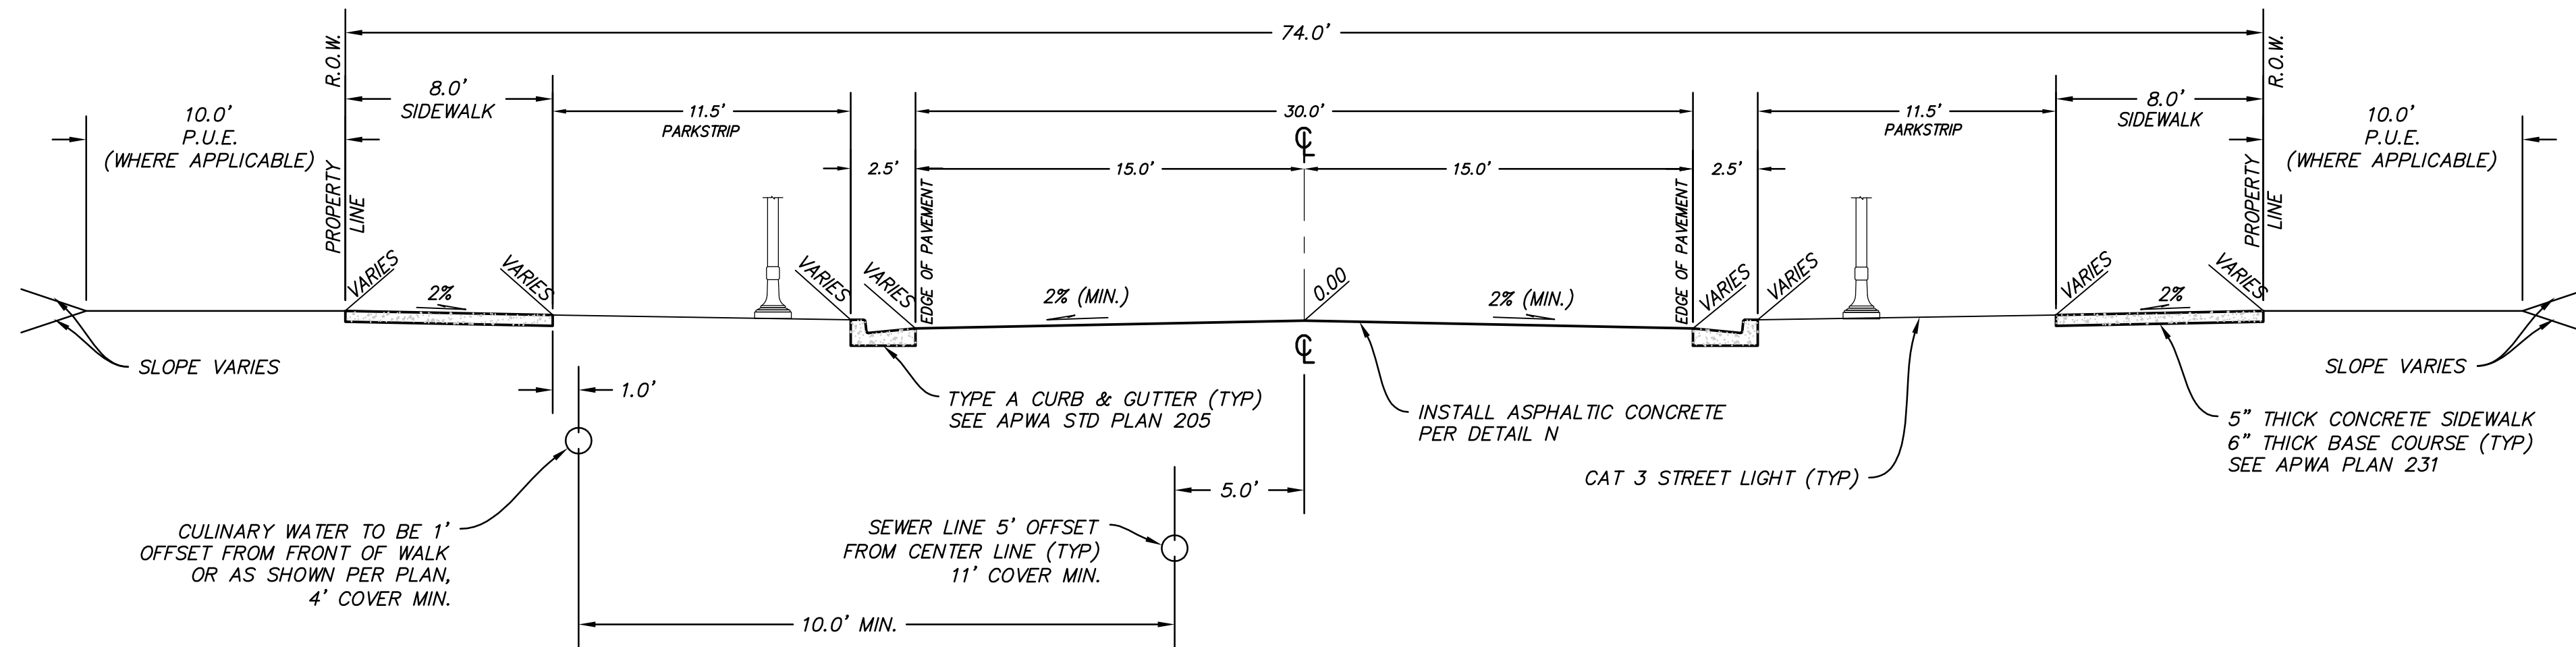 74.0'
R.O.W.
R.O.W.
8.0'
SIDEWALK
8.0'
SIDEWALK
10.0'
P.U.E.
(WHERE APPLICABLE)
11.5'
PARKSTRIP
30.0'
11.5'
PARKSTRIP
10.0'
P.U.E.
(WHERE APPLICABLE)
℄
2.5'
15.0'
15.0'
2.5'
PROPERTY
LINE
EDGE OF PAVEMENT
EDGE OF PAVEMENT
PROPERTY
LINE
VARIES
2%
VARIES
VARIES
VARIES
2% (MIN.)
0.00
2% (MIN.)
VARIES
VARIES
VARIES
2%
VARIES
℄
SLOPE VARIES
SLOPE VARIES
1.0'
TYPE A CURB & GUTTER (TYP)
SEE APWA STD PLAN 205
INSTALL ASPHALTIC CONCRETE
PER DETAIL N
5" THICK CONCRETE SIDEWALK
6" THICK BASE COURSE (TYP)
SEE APWA PLAN 231
CAT 3 STREET LIGHT (TYP)
5.0'
CULINARY WATER TO BE 1'
OFFSET FROM FRONT OF WALK
OR AS SHOWN PER PLAN,
4' COVER MIN.
SEWER LINE 5' OFFSET
FROM CENTER LINE (TYP)
11' COVER MIN.
10.0' MIN.